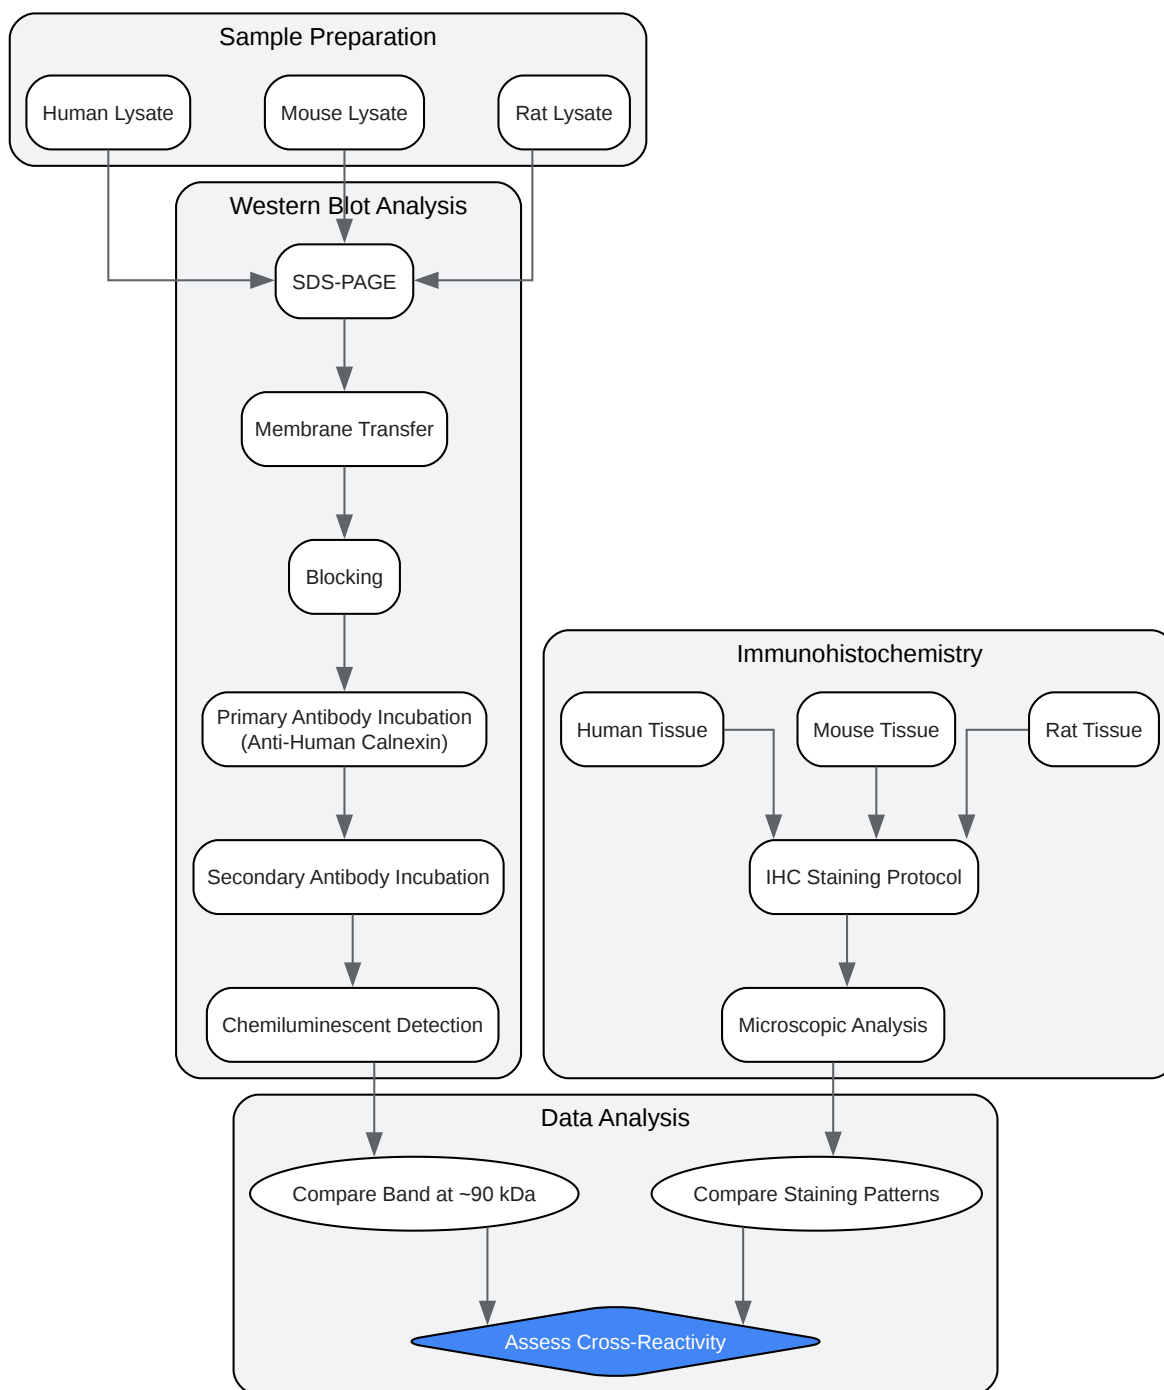 Sample Preparation
Human Lysate
Mouse Lysate
Rat Lysate
Western Blot Analysis
SDS-PAGE
Membrane Transfer
Blocking
Primary Antibody Incubation
(Anti-Human Calnexin)
Secondary Antibody Incubation
Chemiluminescent Detection
Immunohistochemistry
Human Tissue
Mouse Tissue
Rat Tissue
IHC Staining Protocol
Microscopic Analysis
Data Analysis
Compare Band at ~90 kDa
Compare Staining Patterns
Assess Cross-Reactivity